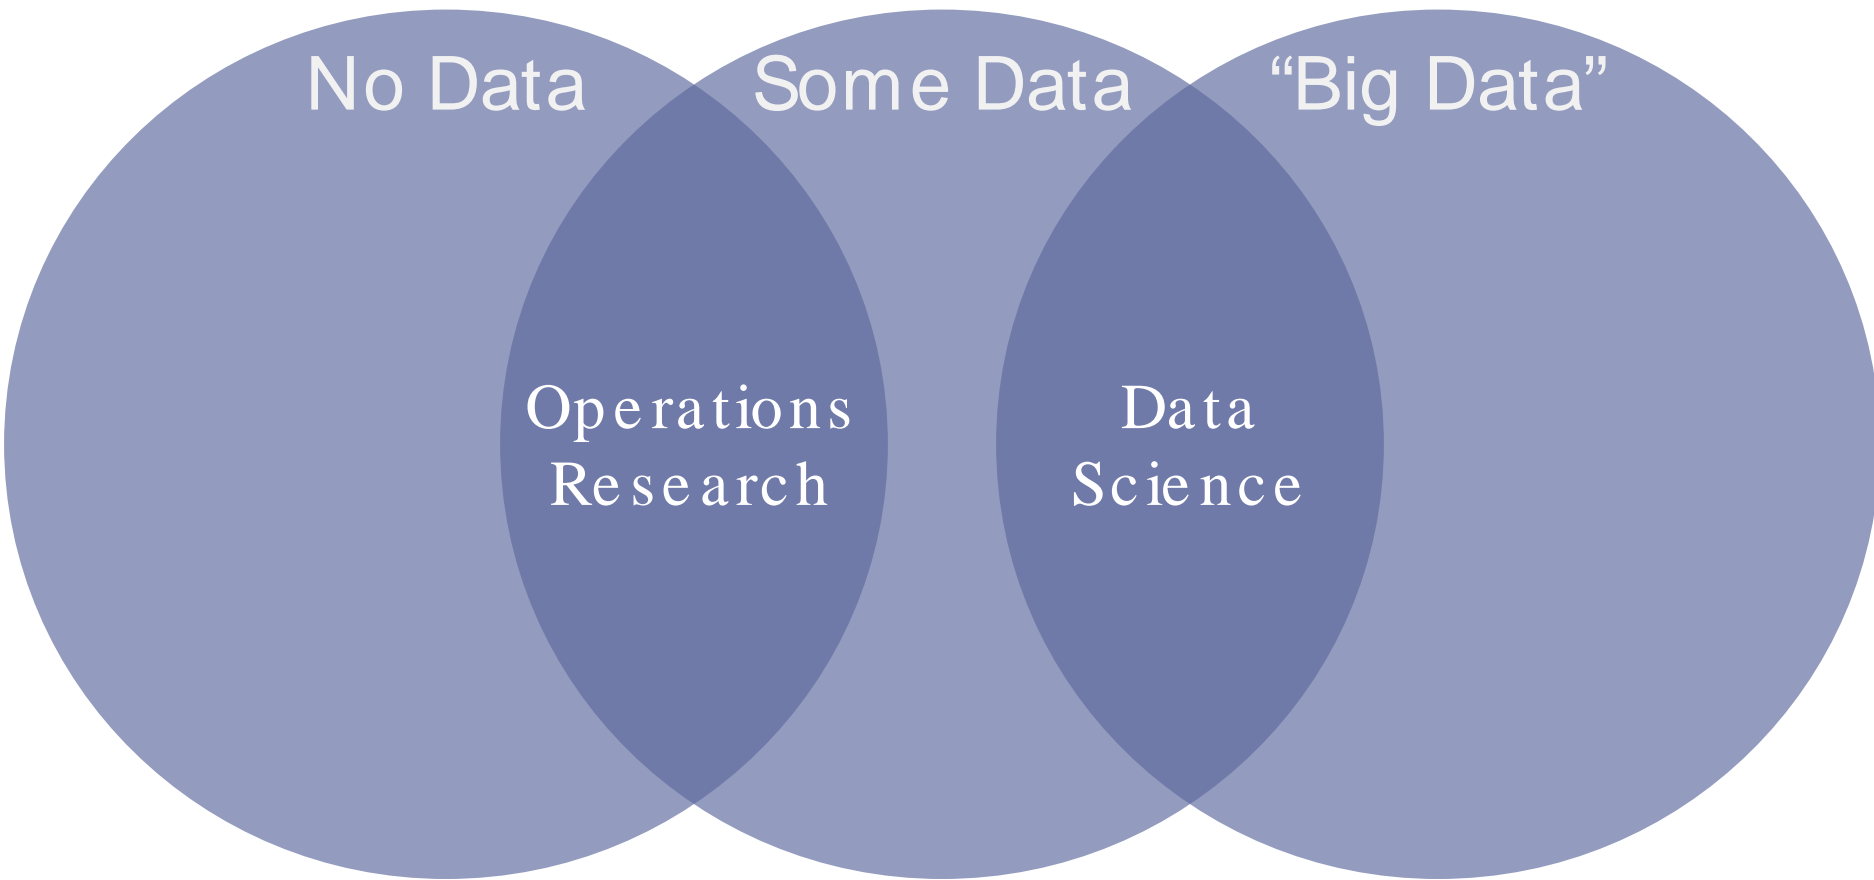 No Data
Some Data
“Big Data”
Operations
Research
Data
Science